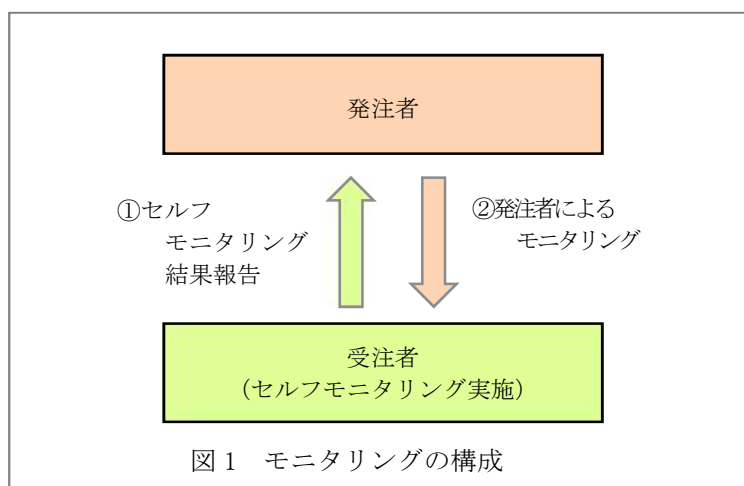 発注者
①セルフ
モニタリング
結果報告
②発注者による
モニタリング
受注者
(セルフモニタリング実施)
図1 モニタリングの構成